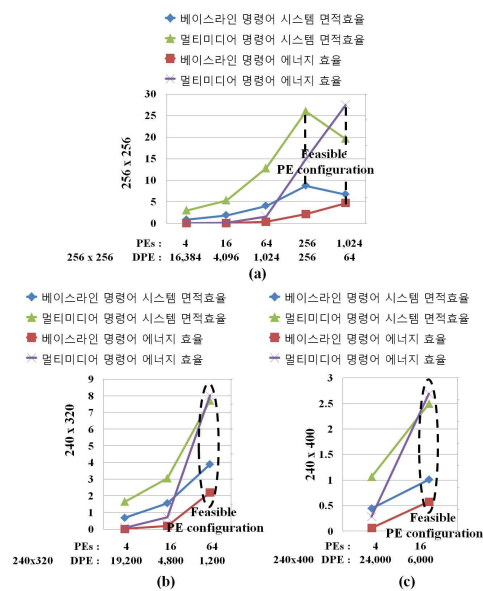 베이스라인 명령어 시스템 면적효율
멀티미디어 명령어 시스템 면적효율
베이스라인 명령어 에너지 효율
멀티미디어 명령어 에너지 효율
30
25
20
15
10
5
0
256 x 256
Feasible
PE configuration
PEs : 4 16 64 256 1,024
256 x 256 DPE : 16,384 4,096 1,024 256 64
(a)
베이스라인 명령어 시스템 면적효율
멀티미디어 명령어 시스템 면적효율
베이스라인 명령어 에너지 효율
멀티미디어 명령어 에너지 효율
9
8
7
6
5
4
3
2
1
0
240 x 320
Feasible
PE configuration
PEs : 4 16 64
240x320 DPE : 19,200 4,800 1,200
(b)
베이스라인 명령어 시스템 면적효율
멀티미디어 명령어 시스템 면적효율
베이스라인 명령어 에너지 효율
멀티미디어 명령어 에너지 효율
3
2.5
2
1.5
1
0.5
0
240 x 400
Feasible
PE configuration
PEs : 4 16
240x400 DPE : 24,000 6,000
(c)